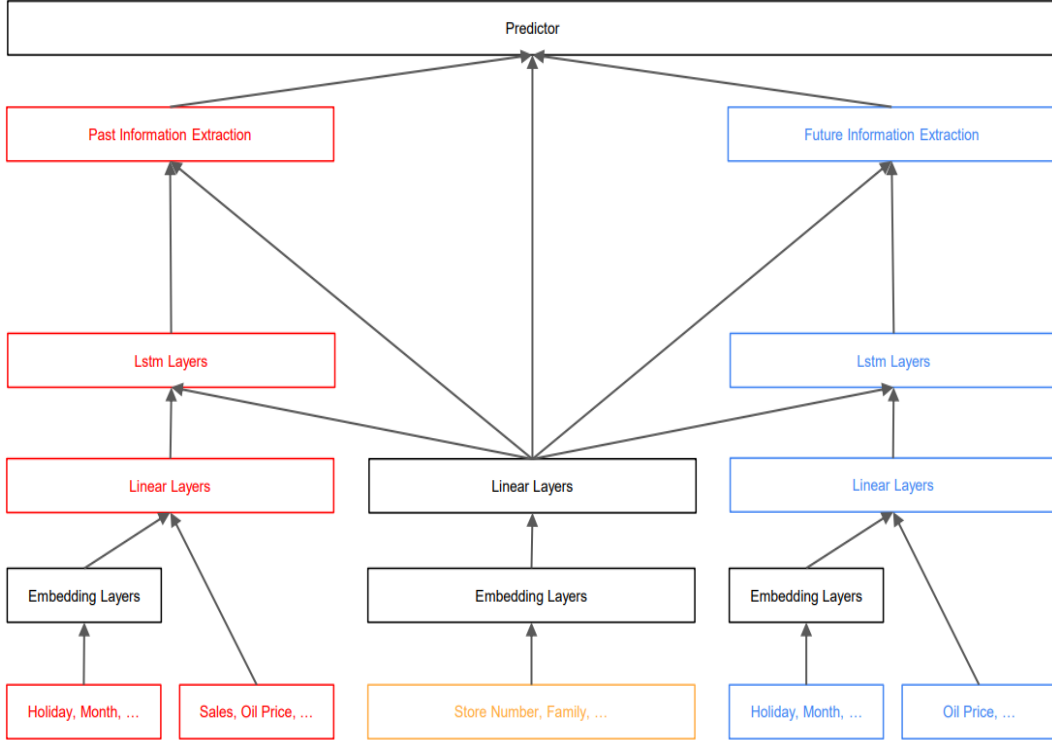 Predictor
Past Information Extraction
Future Information Extraction
Lstm Layers
Lstm Layers
Linear Layers
Linear Layers
Linear Layers
Embedding Layers
Embedding Layers
Embedding Layers
Holiday, Month, …
Sales, Oil Price, …
Store Number, Family, …
Holiday, Month, …
Oil Price, …